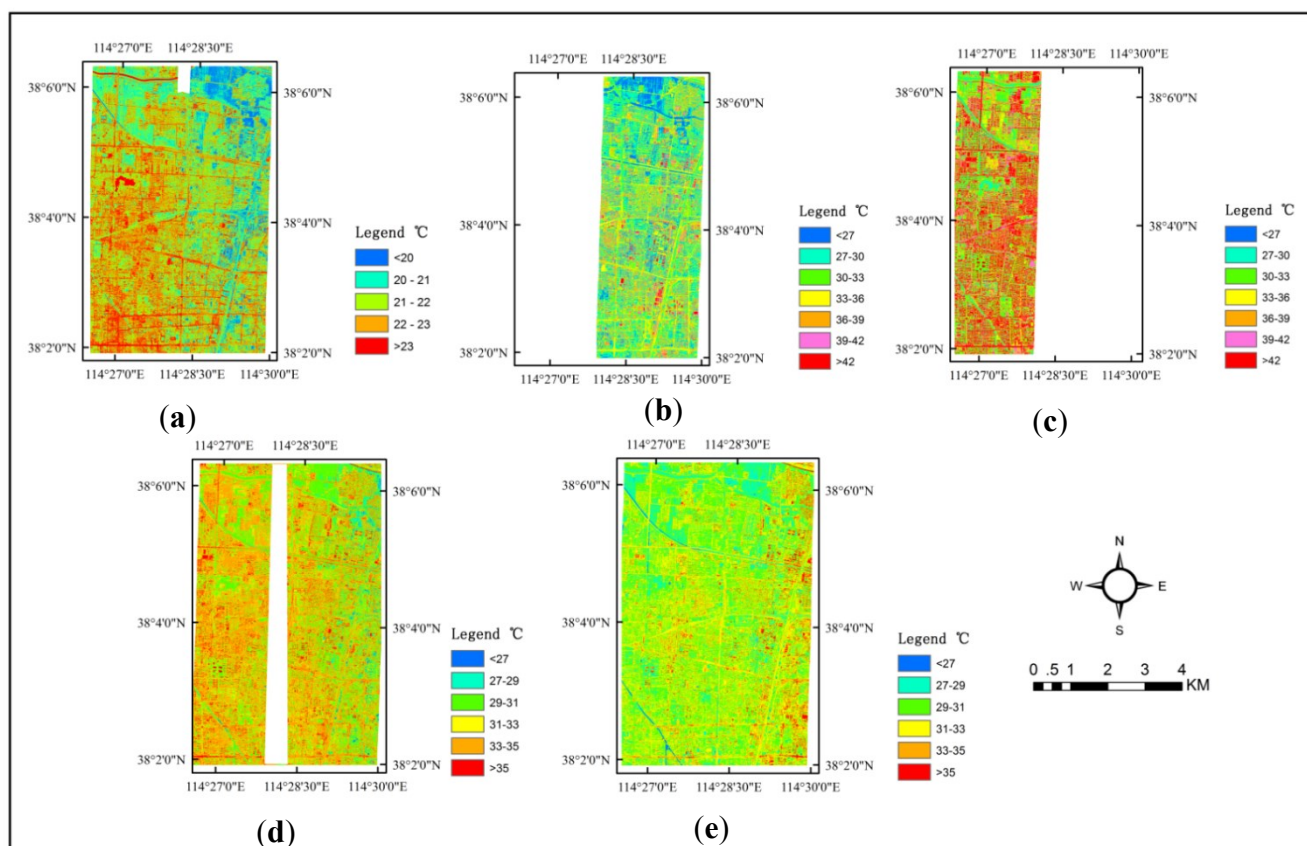 114°27'0"E 114°28'30"E
38°6'0"N 38°6'0"N
38°4'0"N 38°4'0"N
38°2'0"N 38°2'0"N
114°27'0"E 114°28'30"E 114°30'0"E
Legend ℃
<20
20 - 21
21 - 22
22 - 23
>23
(a)
114°27'0"E 114°28'30"E
38°6'0"N 38°6'0"N
38°4'0"N 38°4'0"N
38°2'0"N 38°2'0"N
114°27'0"E 114°28'30"E 114°30'0"E
Legend ℃
<27
27-30
30-33
33-36
36-39
39-42
>42
(b)
114°27'0"E 114°28'30"E 114°30'0"E
38°6'0"N 38°6'0"N
38°4'0"N 38°4'0"N
38°2'0"N 38°2'0"N
114°27'0"E 114°28'30"E 114°30'0"E
Legend ℃
<27
27-30
30-33
33-36
36-39
39-42
>42
(c)
114°27'0"E 114°28'30"E
38°6'0"N 38°6'0"N
38°4'0"N 38°4'0"N
38°2'0"N 38°2'0"N
114°27'0"E 114°28'30"E 114°30'0"E
Legend ℃
<27
27-29
29-31
31-33
33-35
>35
(d)
114°27'0"E 114°28'30"E
38°6'0"N 38°6'0"N
38°4'0"N 38°4'0"N
38°2'0"N 38°2'0"N
114°27'0"E 114°28'30"E 114°30'0"E
Legend ℃
<27
27-29
29-31
31-33
33-35
>35
(e)
N
W E
S
0 .5 1 2 3 4
KM